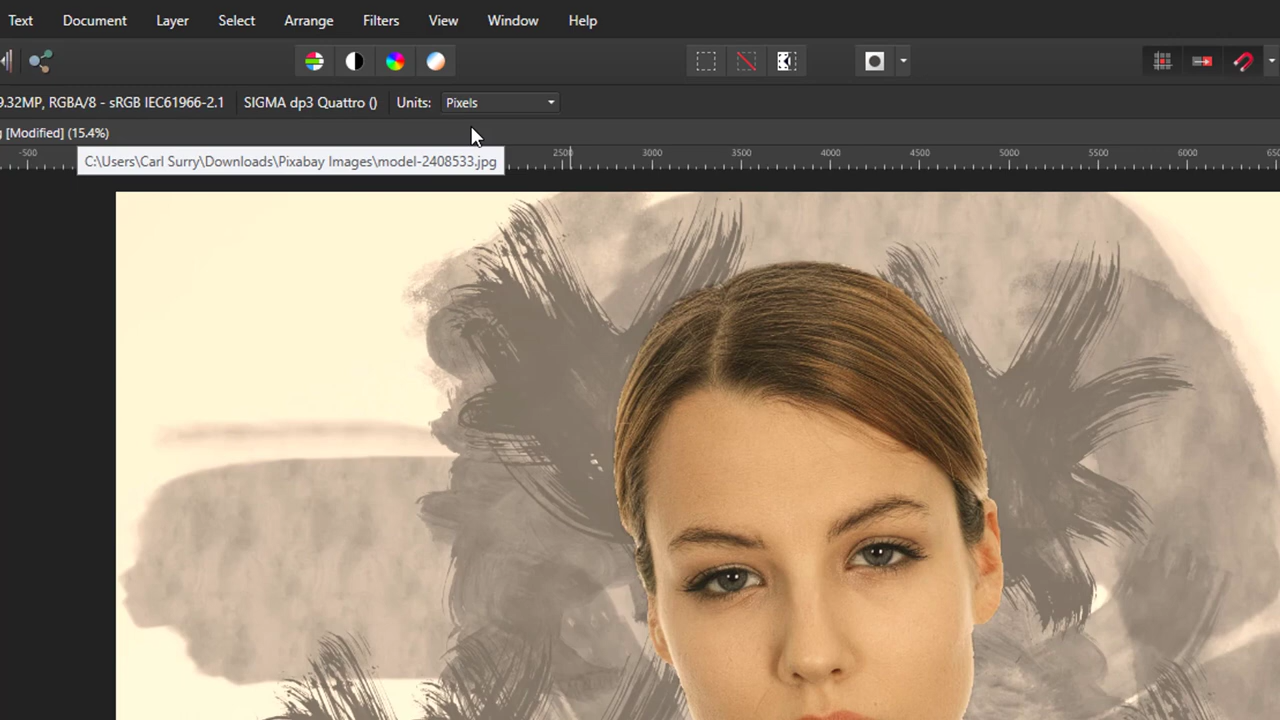 Text Document Layer Select Arrange Filters View Window Help
9.32MP, RGBA/8 - sRGB IEC61966-2.1 SIGMA dp3 Quattro () Units: Pixels
g [Modified] (15.4%)
-500 2500 3000 3500 4000 4500 5000 5500 6000 650
C:\Users\Carl Surry\Downloads\Pixabay Images\model-2408533.jpg